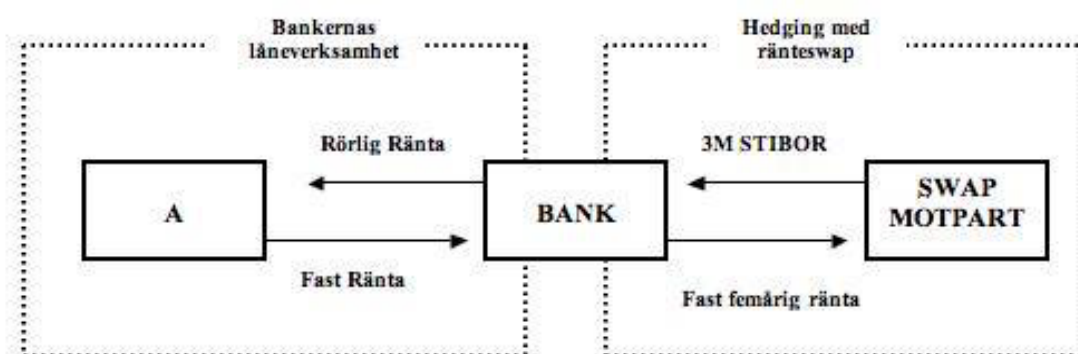 Bankernas
låneverksamhet
Hedging med
ränteswap
Rörlig Ränta
3M STIBOR
A
BANK
SWAP
MOTPART
Fast Ränta
Fast femårig ränta